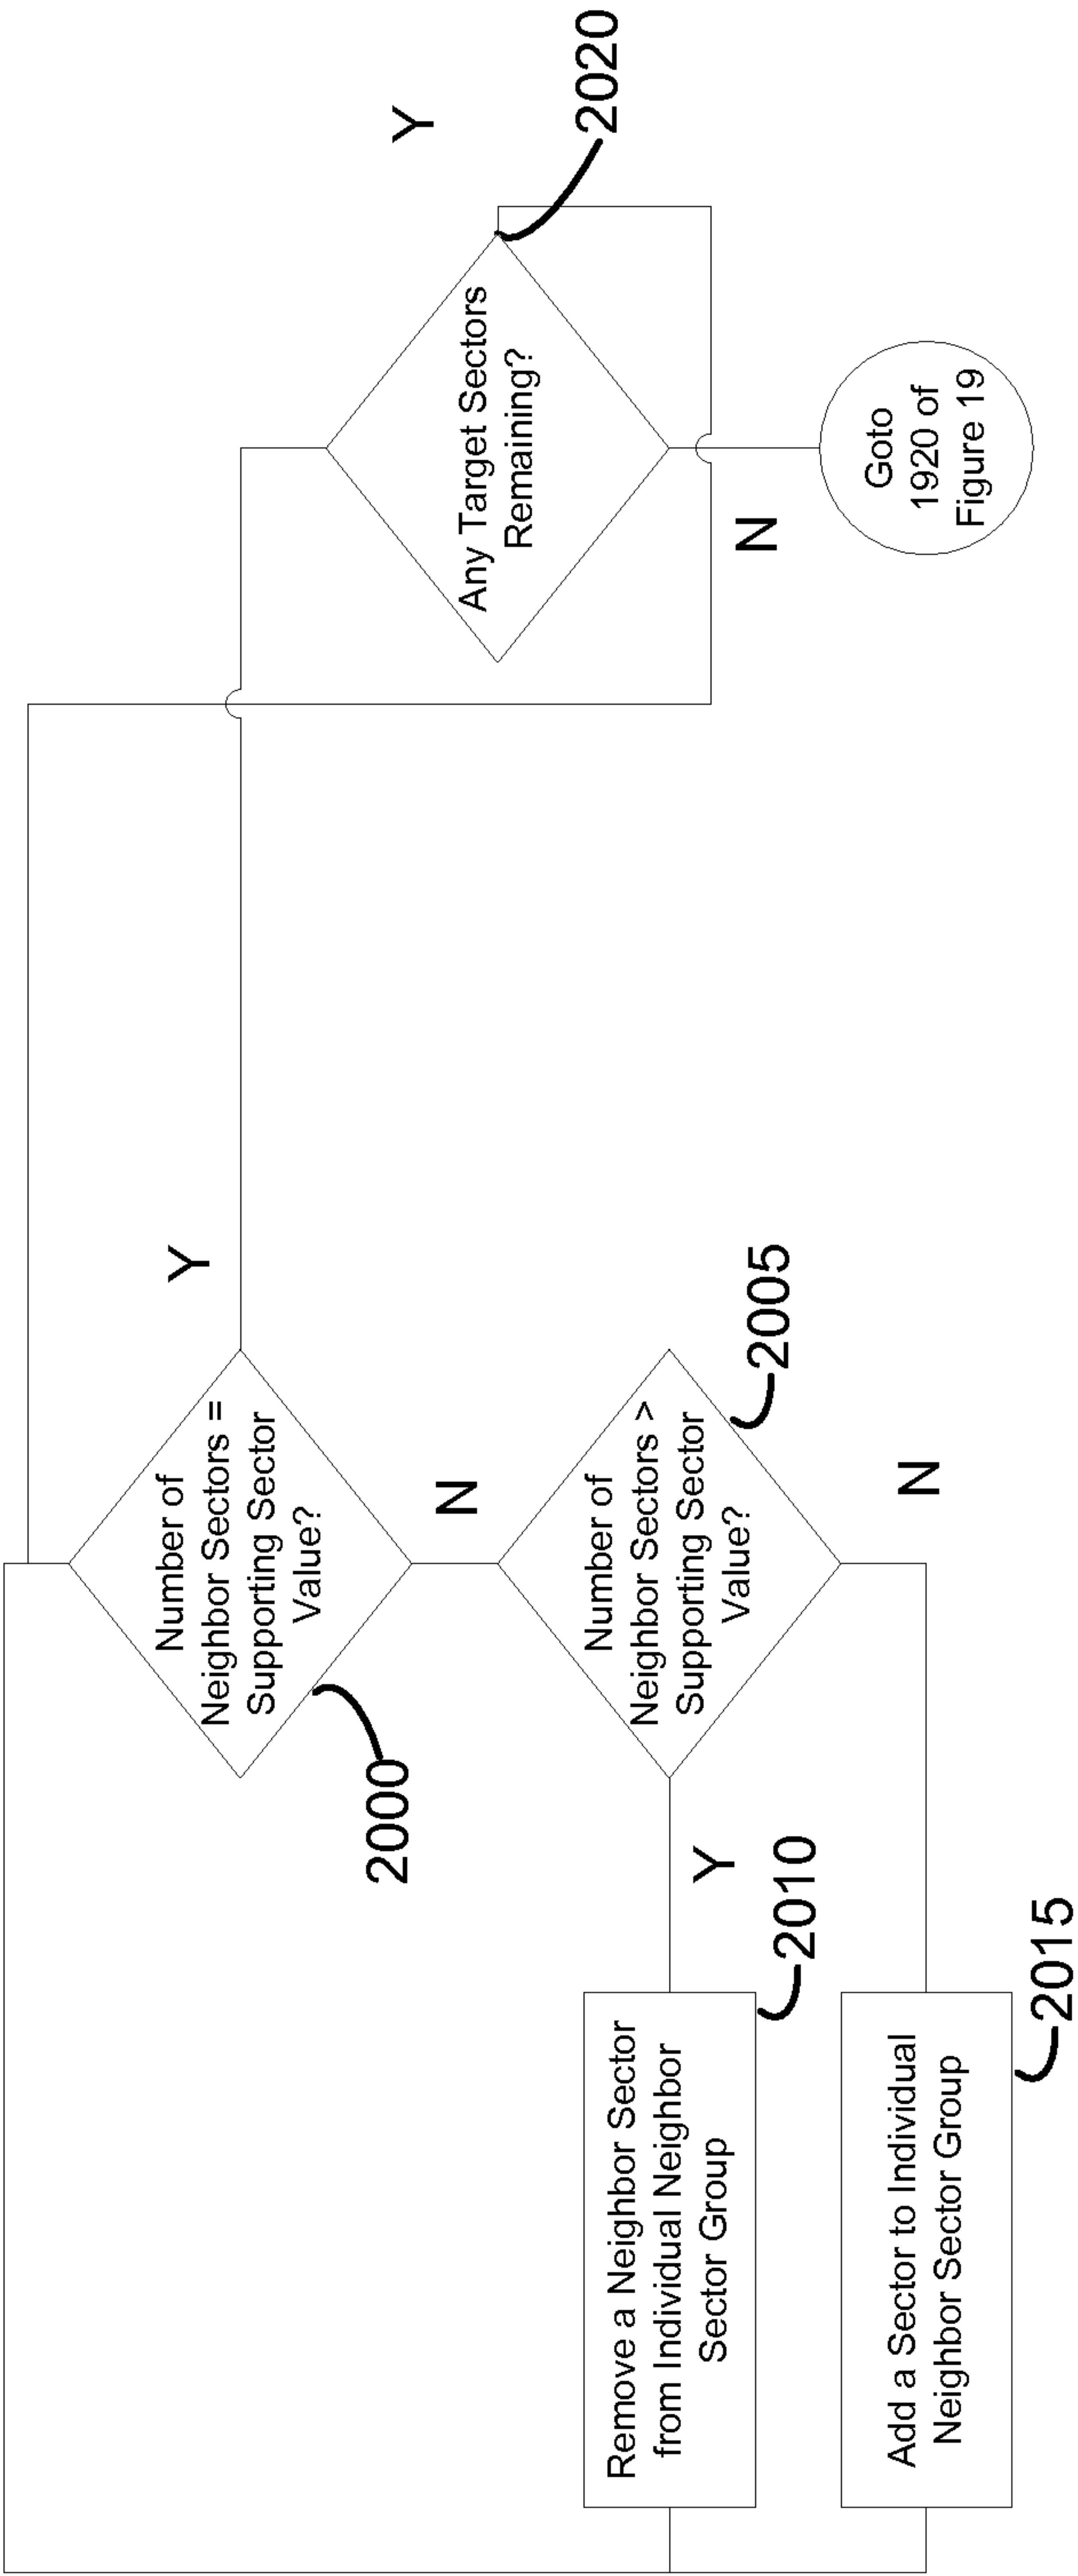 Number of
Neighbor Sectors =
Supporting Sector
Value?
Y
2000
N
Number of
Neighbor Sectors >
Supporting Sector
Value?
2005
Y
N
Remove a Neighbor Sector
from Individual Neighbor
Sector Group
2010
Add a Sector to Individual
Neighbor Sector Group
2015
Any Target Sectors
Remaining?
Y
2020
N
Goto
1920 of
Figure 19